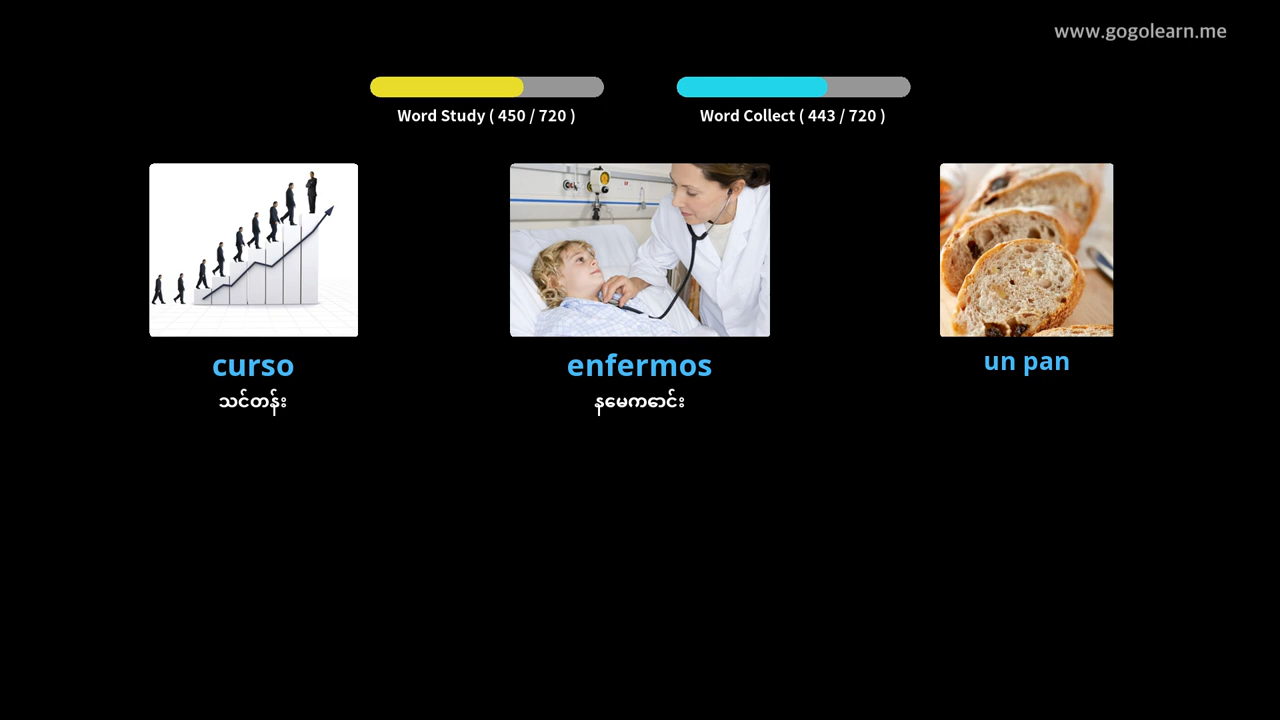 www.gogolearn.me
Word Study ( 450 / 720 )
Word Collect ( 443 / 720 )
curso
enfermos
un pan
သင်တန်း
နမေကောင်း